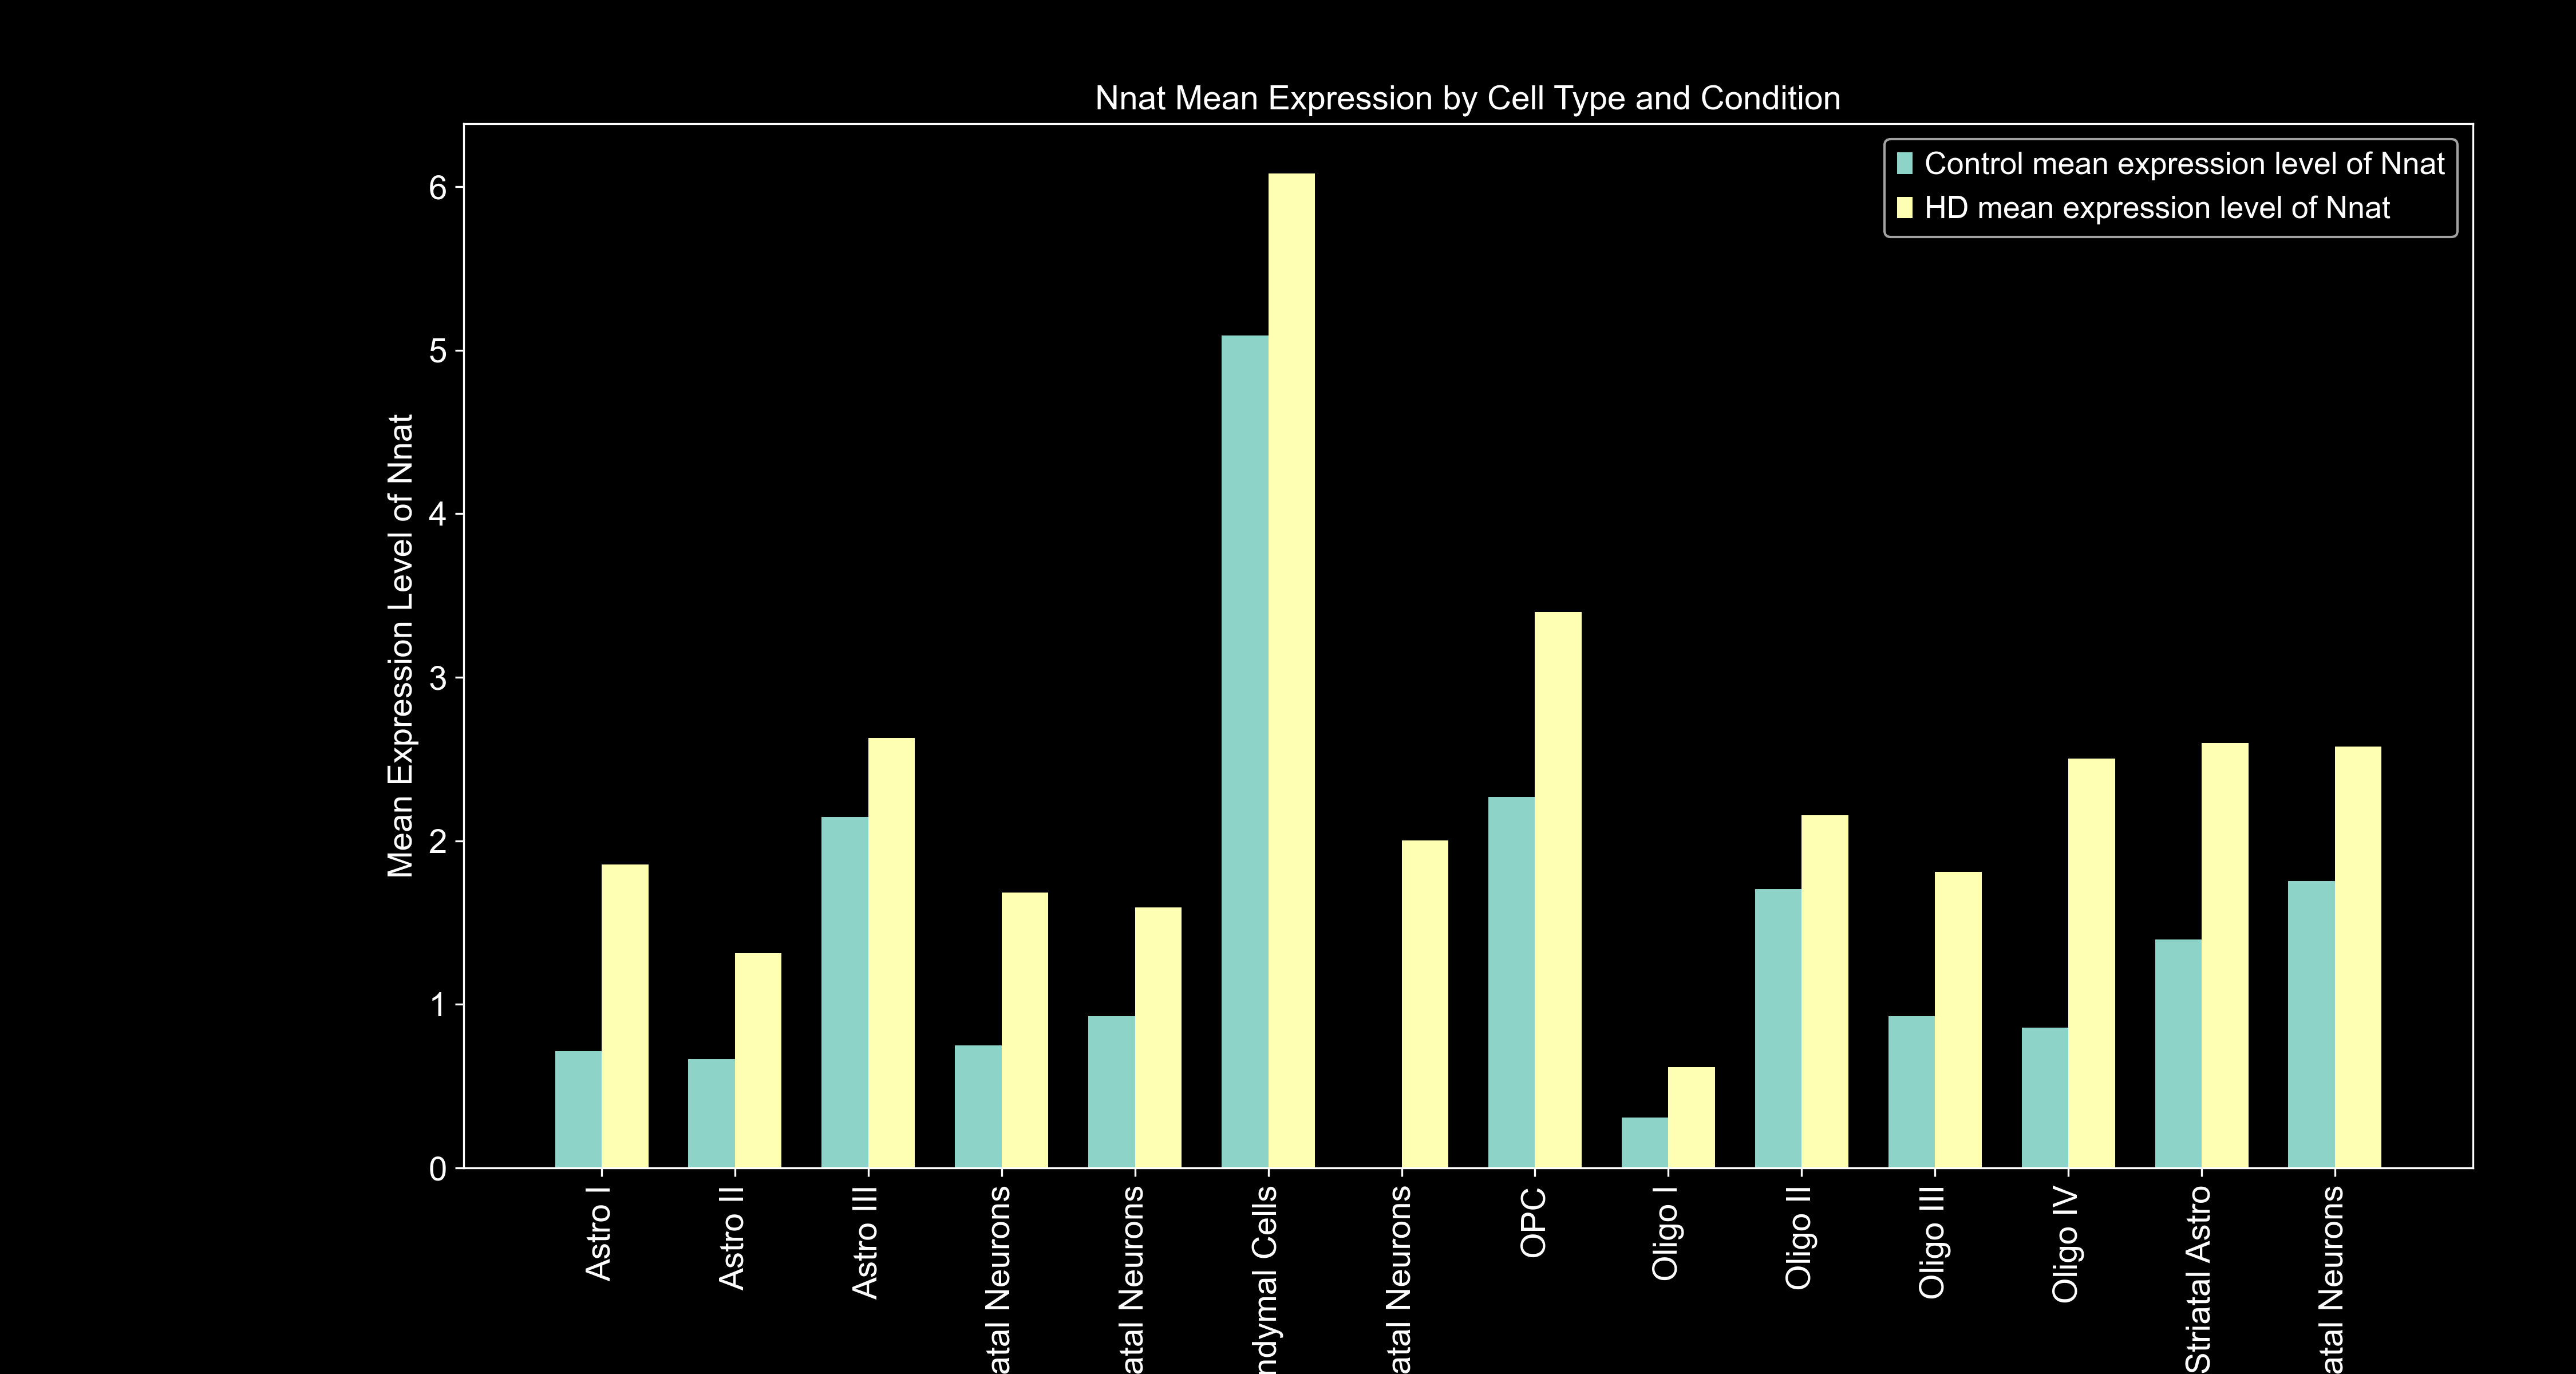 Nnat Mean Expression by Cell Type and Condition
Control mean expression level of Nnat
HD mean expression level of Nnat
Mean Expression Level of Nnat
6
5
4
3
2
1
0
Astro I
Astro II
Astro III
atal Neurons
atal Neurons
ndymal Cells
atal Neurons
OPC
Oligo I
Oligo II
Oligo III
Oligo IV
Striatal Astro
atal Neurons